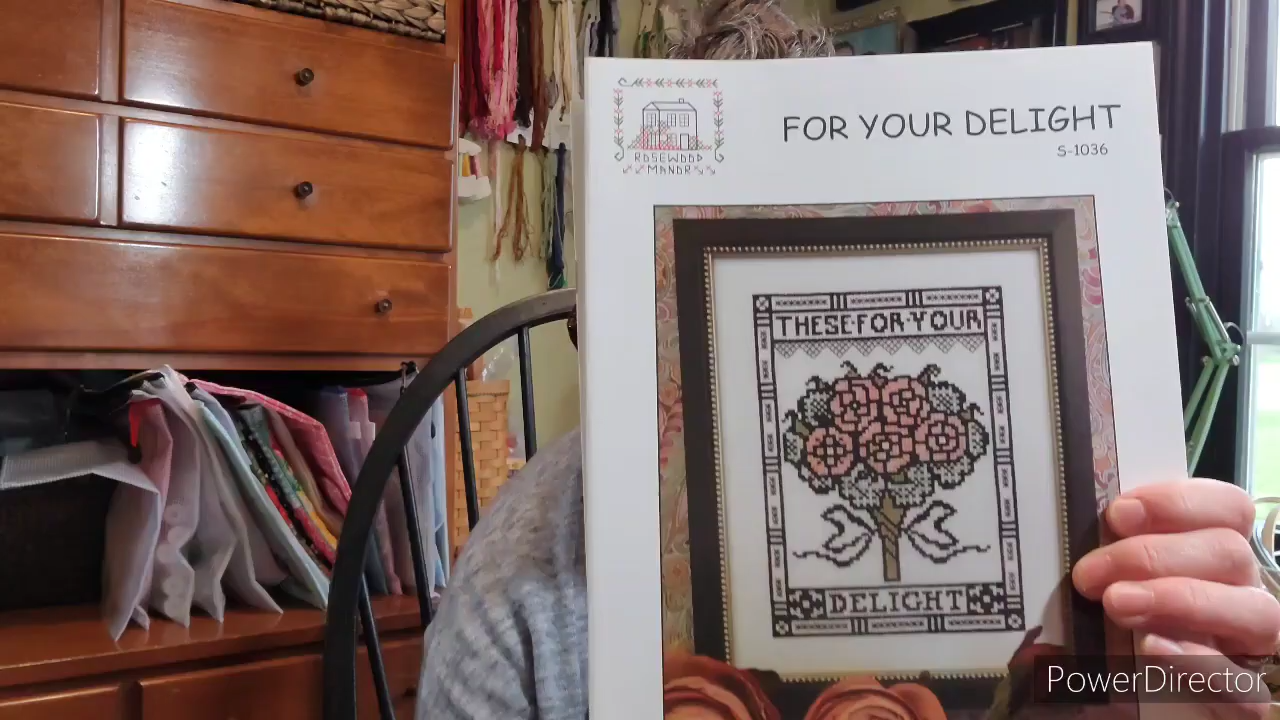 FOR YOUR DELIGHT
S-1036
ROSEWOOD
MANOR
THESE·FOR·YOUR
DELIGHT
PowerDirector